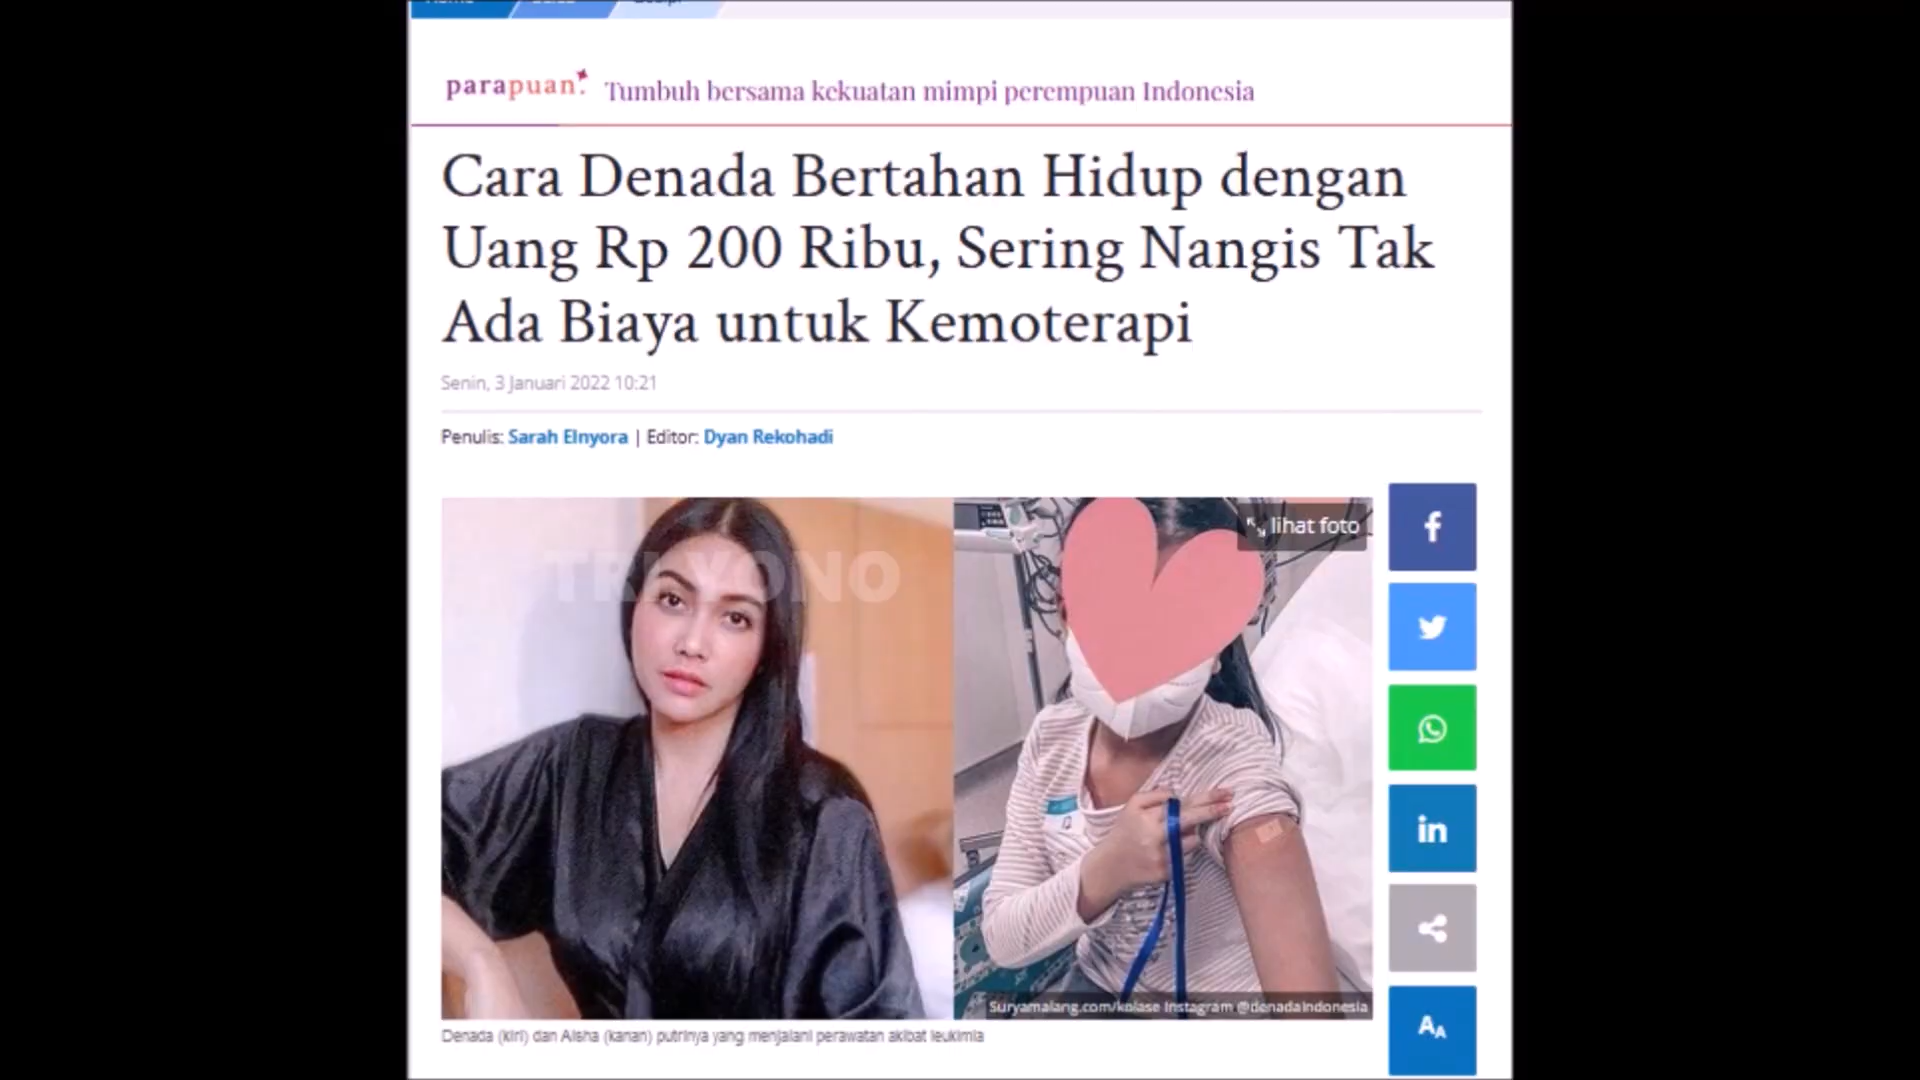 parapuan.
Tumbuh bersama kekuatan mimpi perempuan Indonesia
Cara Denada Bertahan Hidup dengan
Uang Rp 200 Ribu, Sering Nangis Tak
Ada Biaya untuk Kemoterapi
Senin, 3 Januari 2022 10:21
Penulis: Sarah Elnyora | Editor: Dyan Rekohadi
lihat foto
Suryamalang.com/kolase Instagram @denadaindonesia
Denada (kiri) dan Aisha (kanan) putrinya yang menjalani perawatan akibat leukimia
AA